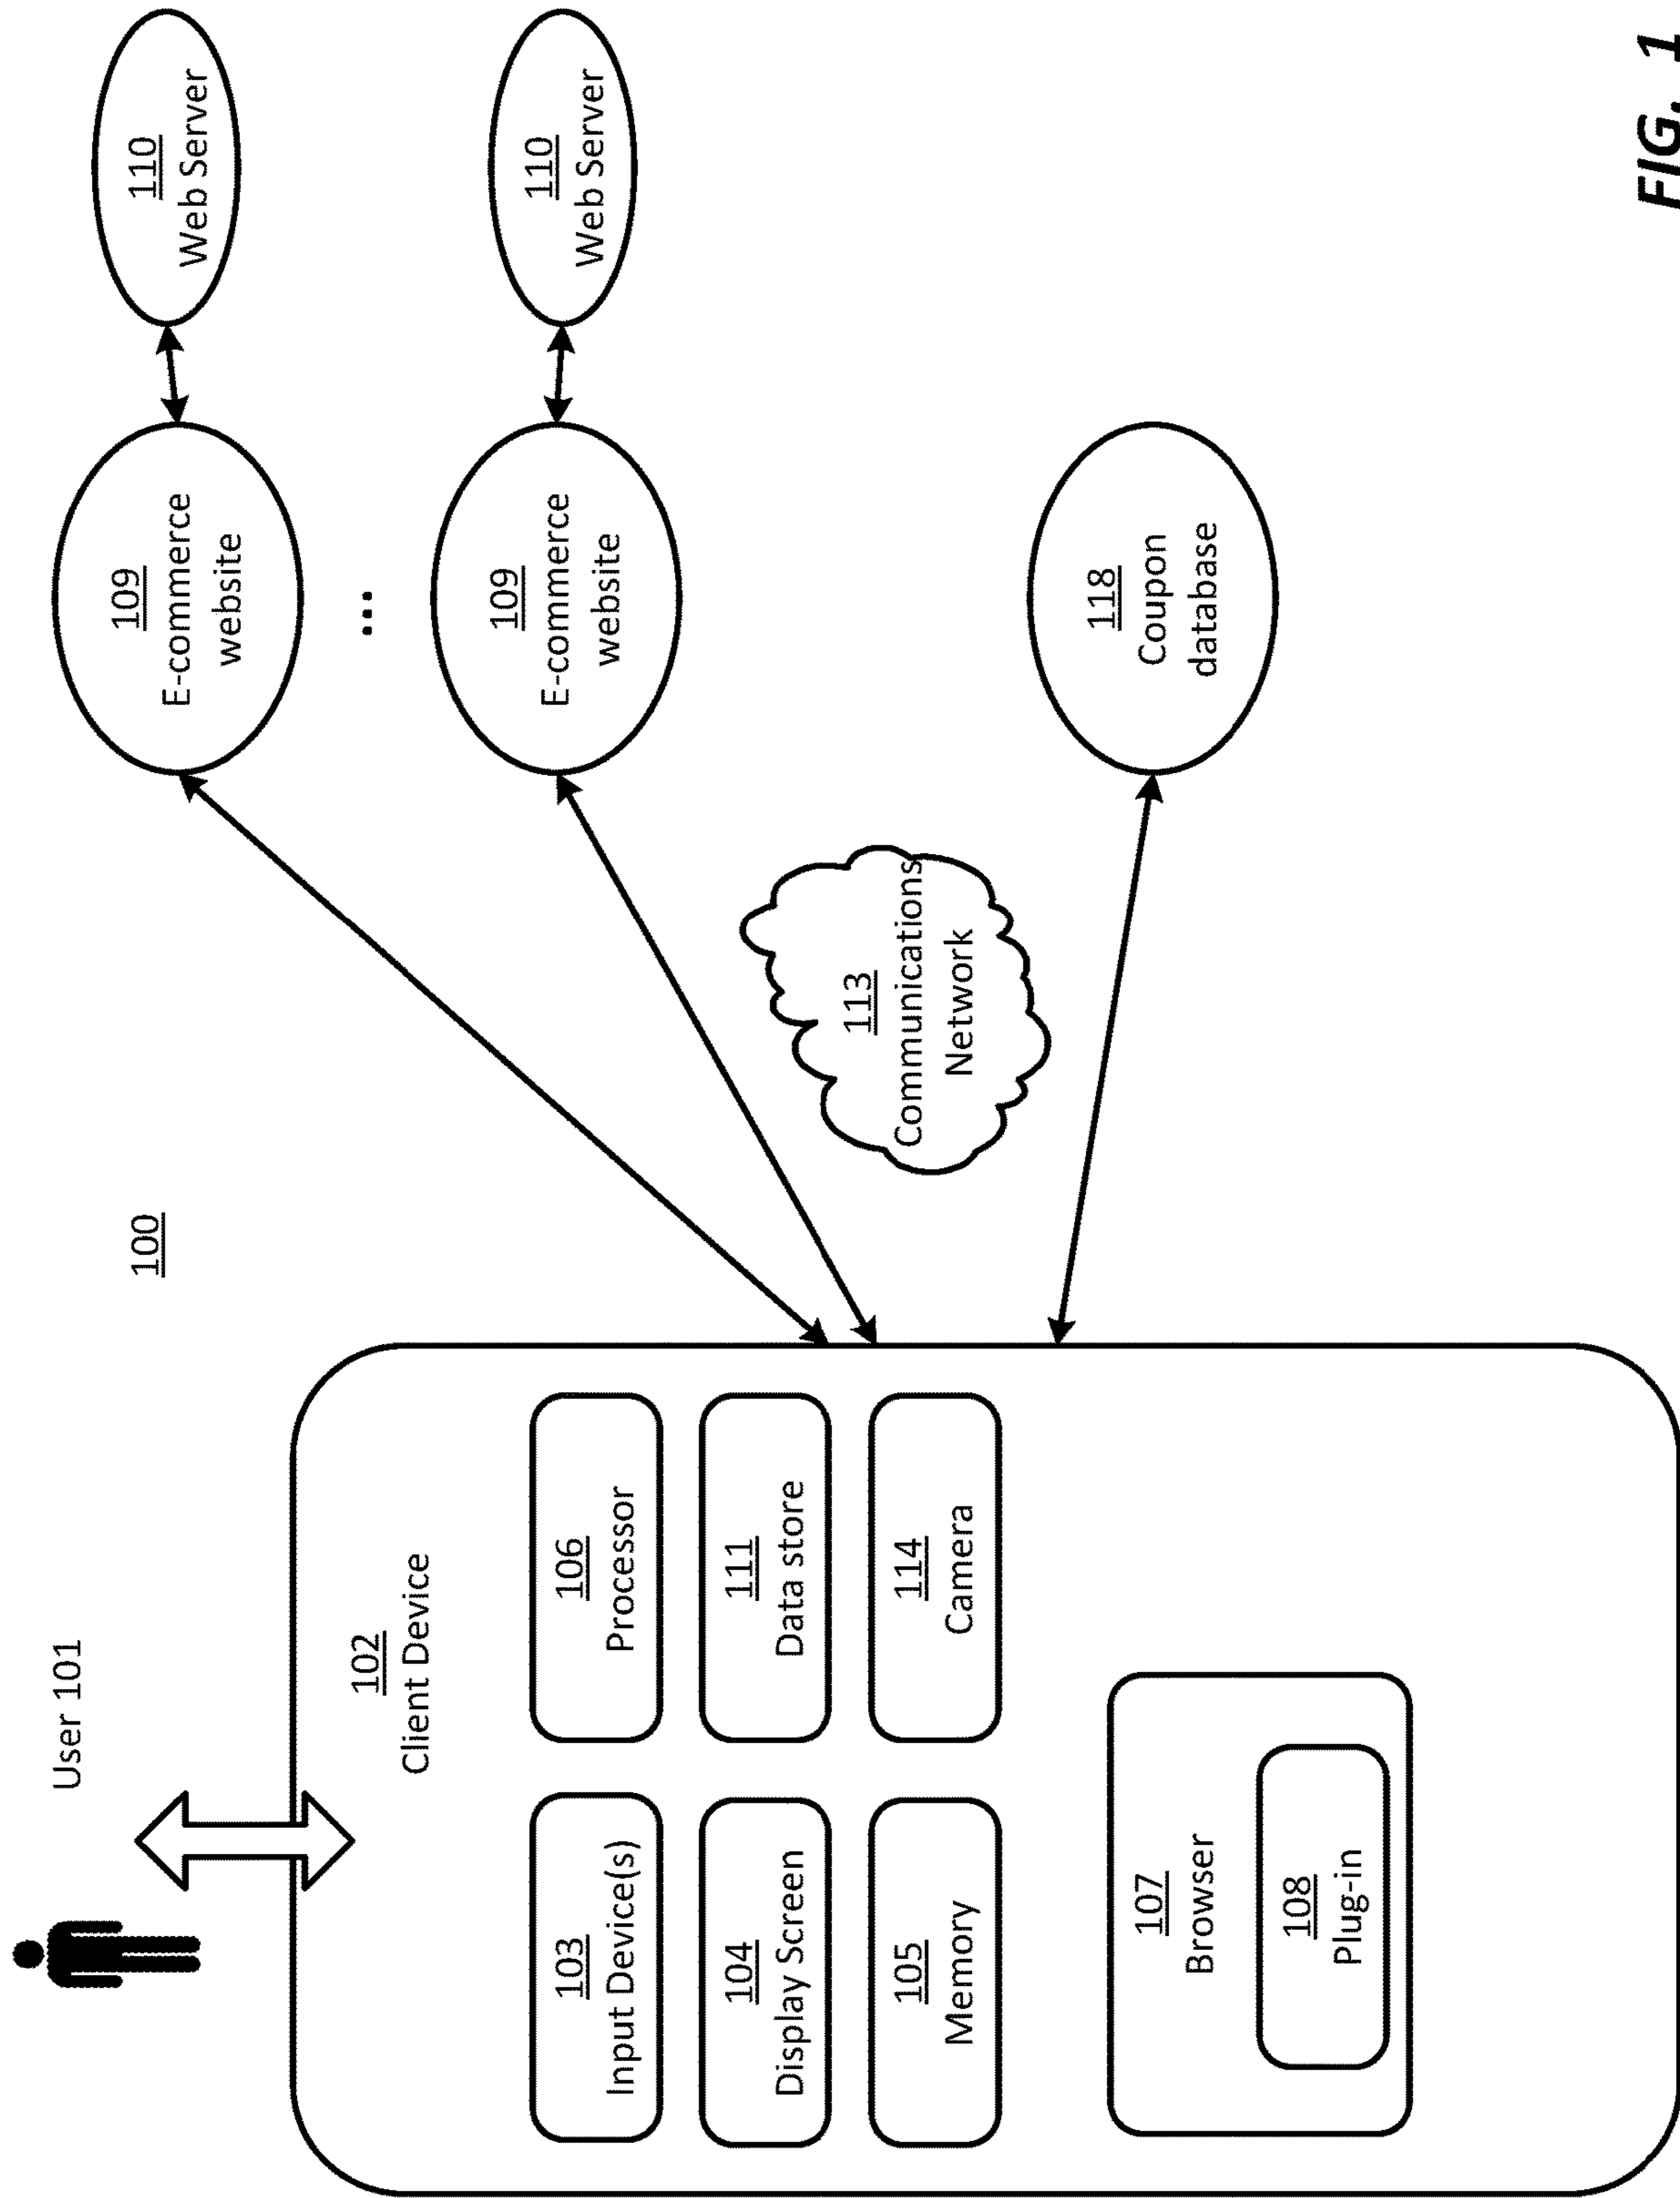 User 101
100
102
Client Device
103
Input Device(s)
106
Processor
104
Display Screen
111
Data store
105
Memory
114
Camera
107
Browser
108
Plug-in
113
Communications
Network
109
E-commerce
website
110
Web Server
...
109
E-commerce
website
110
Web Server
118
Coupon
database
FIG. 1